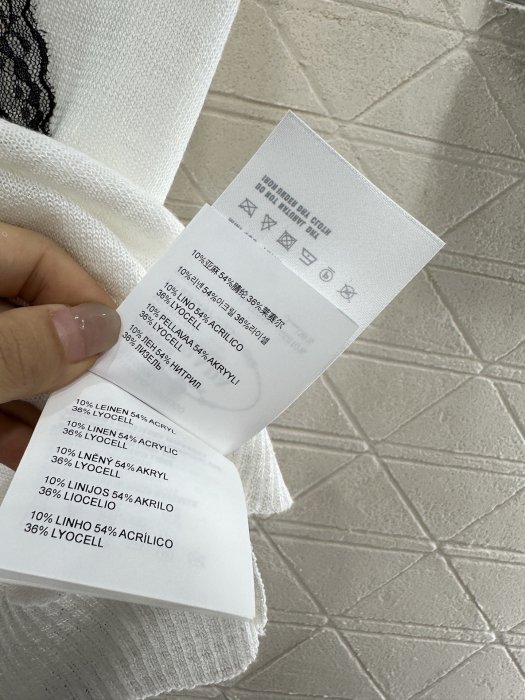 DO NOT
10%亚麻 54%腈纶 36%莱赛尔
10%리넨 54%아크릴 36%라이셀
10% LINO 54% ACRILICO
36% LYOCELL
10% PELLAVAA 54% AKRYYLI
36% LYOCELL
10% ЛЕН 54% НИТРИЛ
36% ЛИЗЕЛЬ
10% LEINEN 54% ACRYL
36% LYOCELL
10% LINEN 54% ACRYLIC
36% LYOCELL
10% LNĚNÝ 54% AKRYL
36% LYOCELL
10% LINIJOS 54% AKRILO
36% LIOCELIO
10% LINHO 54% ACRÍLICO
36% LYOCELL